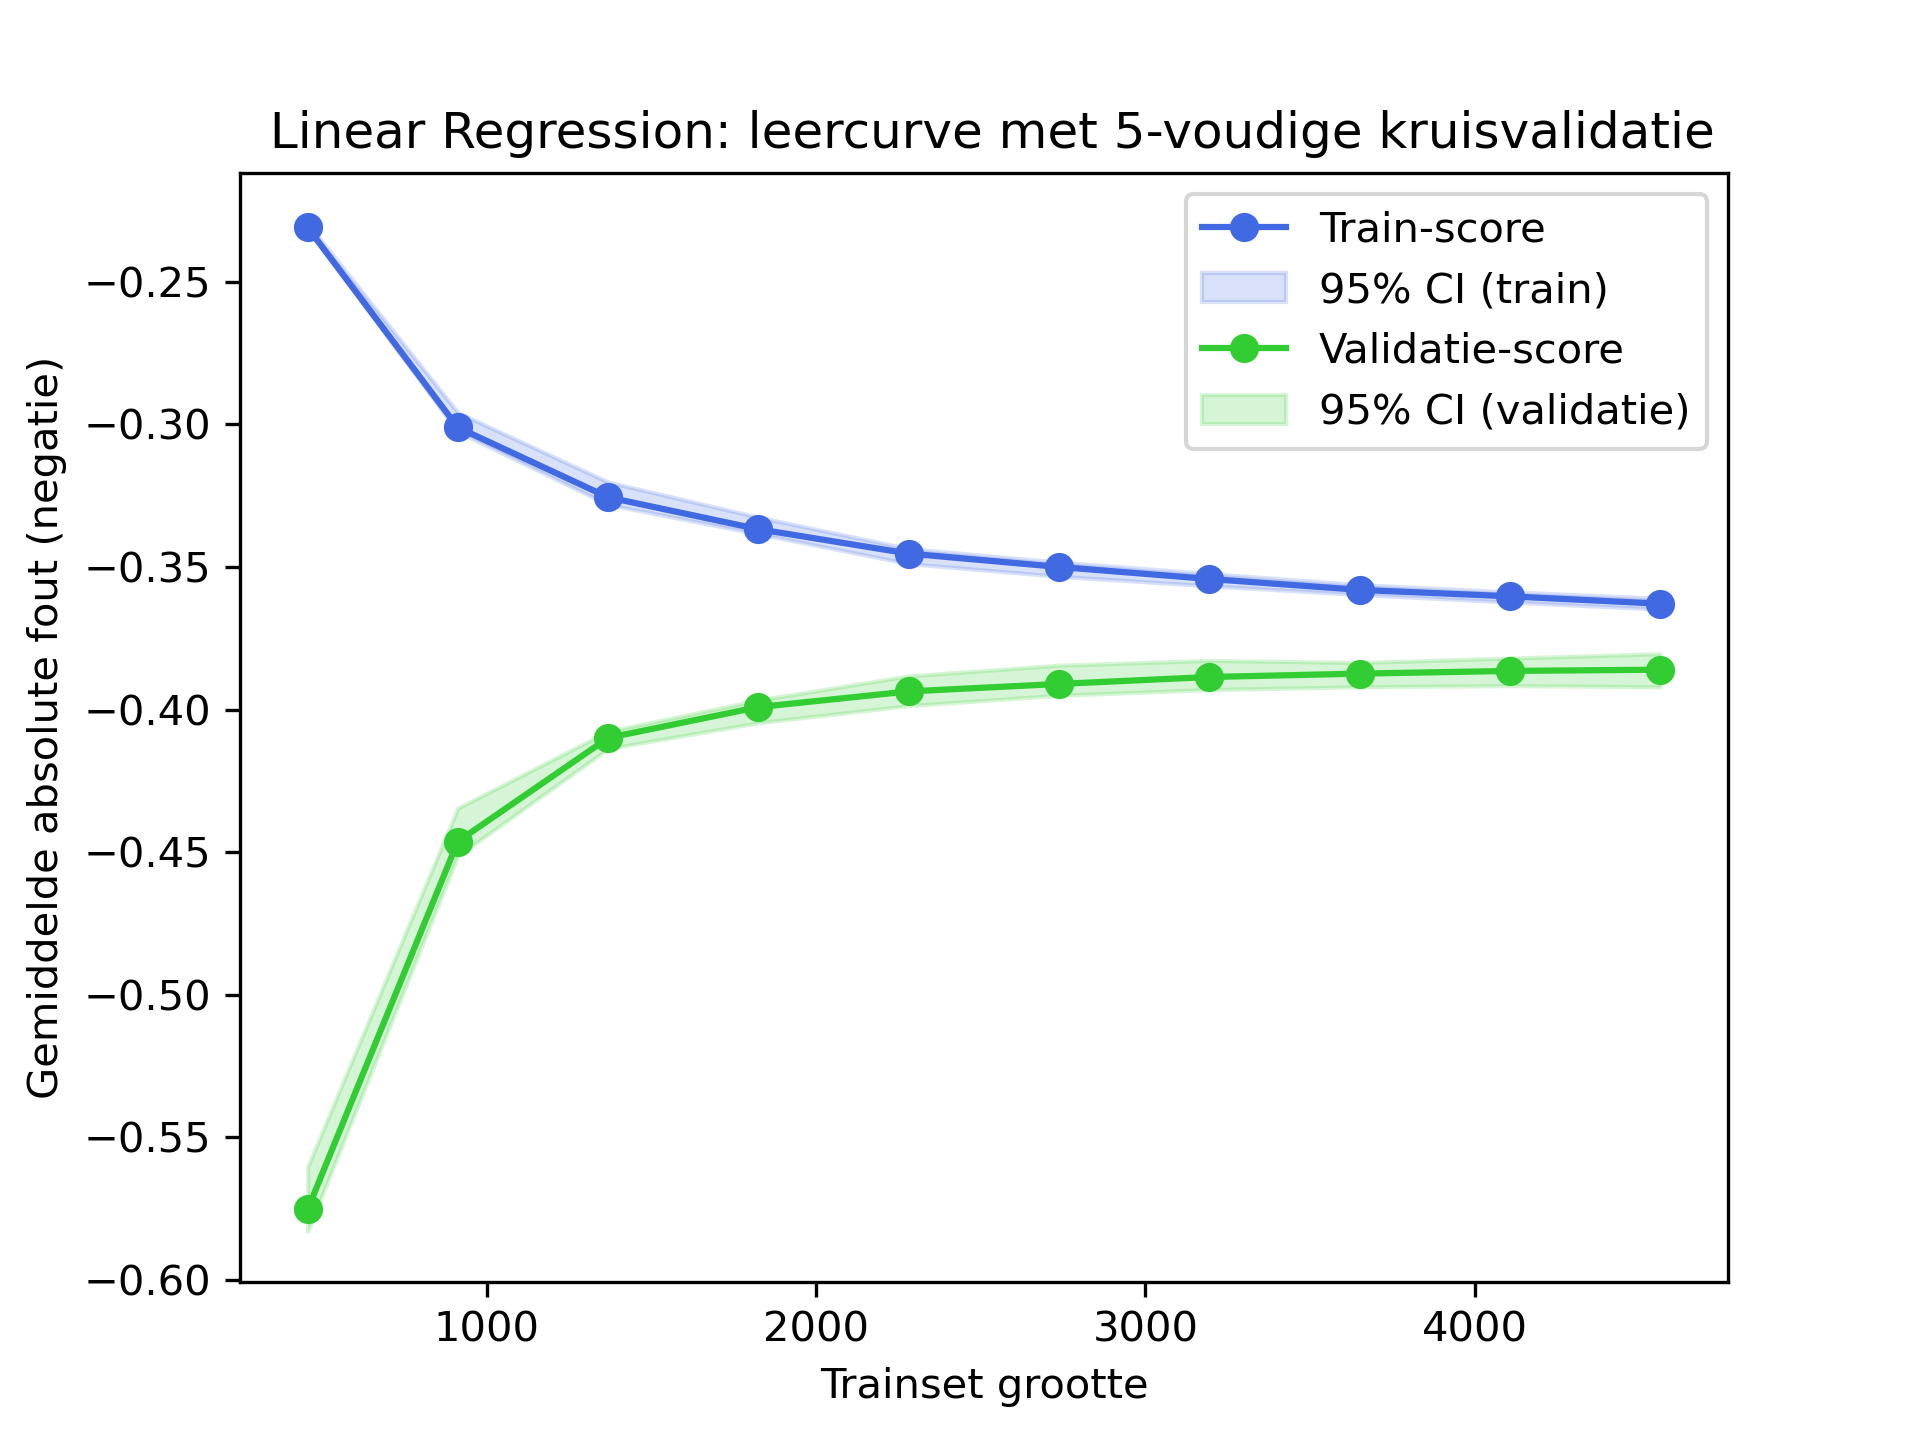 Linear Regression: leercurve met 5-voudige kruisvalidatie
Train-score
95% CI (train)
Validatie-score
95% CI (validatie)
Gemiddelde absolute fout (negatie)
−0.25
−0.30
−0.35
−0.40
−0.45
−0.50
−0.55
−0.60
1000 2000 3000 4000
Trainset grootte